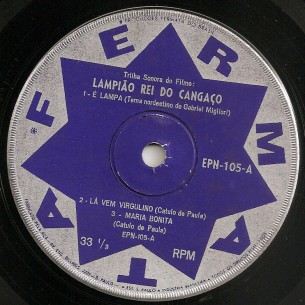 FERMATA
Trilha Sonora do Filme:
LAMPIÃO REI DO CANGAÇO
1 - É LAMPA (Tema nordestino de Gabriel Migliori)
EPN-105-A
2 - LÁ VEM VIRGULINO (Catulo de Paula)
3 - MARIA BONITA
(Catulo de Paula)
EPN-105-A
33 1/3 RPM